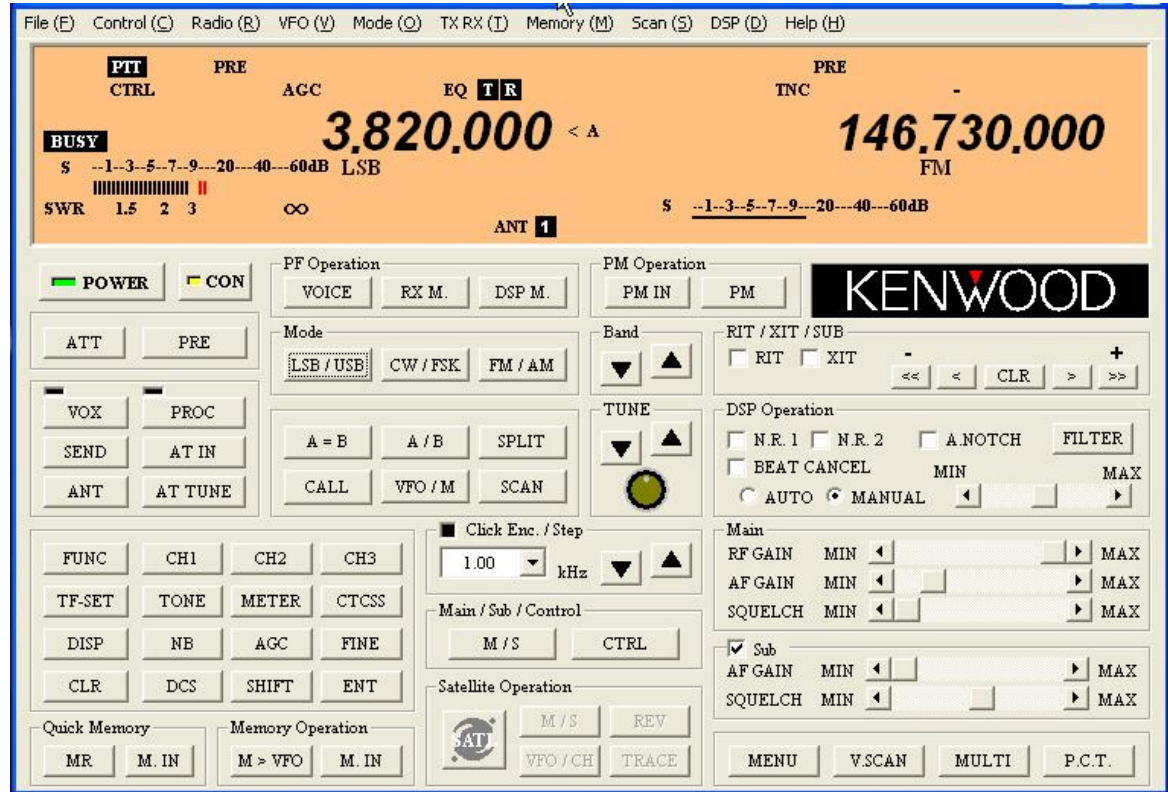 File (F) Control (C) Radio (R) VFO (V) Mode (O) TX RX (T) Memory (M) Scan (S) DSP (D) Help (H)
PTT PRE PRE
CTRL AGC EQ T R TNC -
BUSY 3,820,000 < A 146,730,000
S --1--3--5--7--9---20---40---60dB LSB FM
SWR 1.5 2 3 ∞ S --1--3--5--7--9---20---40---60dB
ANT 1
POWER CON
PF Operation
VOICE RX M. DSP M.
PM Operation
PM IN PM
KENWOOD
ATT PRE
Mode
LSB / USB CW / FSK FM / AM
Band
RIT / XIT / SUB
RIT XIT - +
<< < CLR > >>
VOX PROC
SEND AT IN
ANT AT TUNE
A = B A / B SPLIT
CALL VFO / M SCAN
TUNE
DSP Operation
N.R. 1 N.R. 2 A.NOTCH FILTER
BEAT CANCEL MIN MAX
AUTO MANUAL
FUNC CH1 CH2 CH3
TF-SET TONE METER CTCSS
DISP NB AGC FINE
CLR DCS SHIFT ENT
Click Enc. / Step
1.00 kHz
Main / Sub / Control
M / S CTRL
Main
RF GAIN MIN MAX
AF GAIN MIN MAX
SQUELCH MIN MAX
Sub
AF GAIN MIN MAX
SQUELCH MIN MAX
Quick Memory
MR M. IN
Memory Operation
M > VFO M. IN
Satellite Operation
SATL M / S REV
VFO / CH TRACE
MENU V.SCAN MULTI P.C.T.